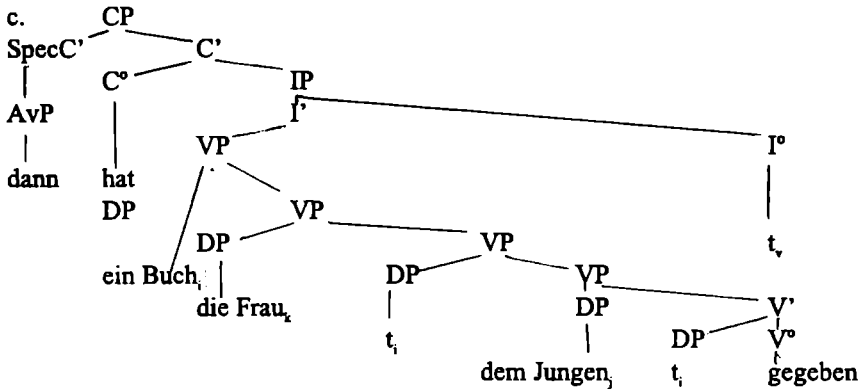 c. CP
SpecC' C'
C° IP
AvP I'
VP I°
dann hat
DP VP
DP VP t_v
ein Buch_i DP VP
die Frau_k DP V'
t_i DP V°
dem Jungen_j t_i gegeben